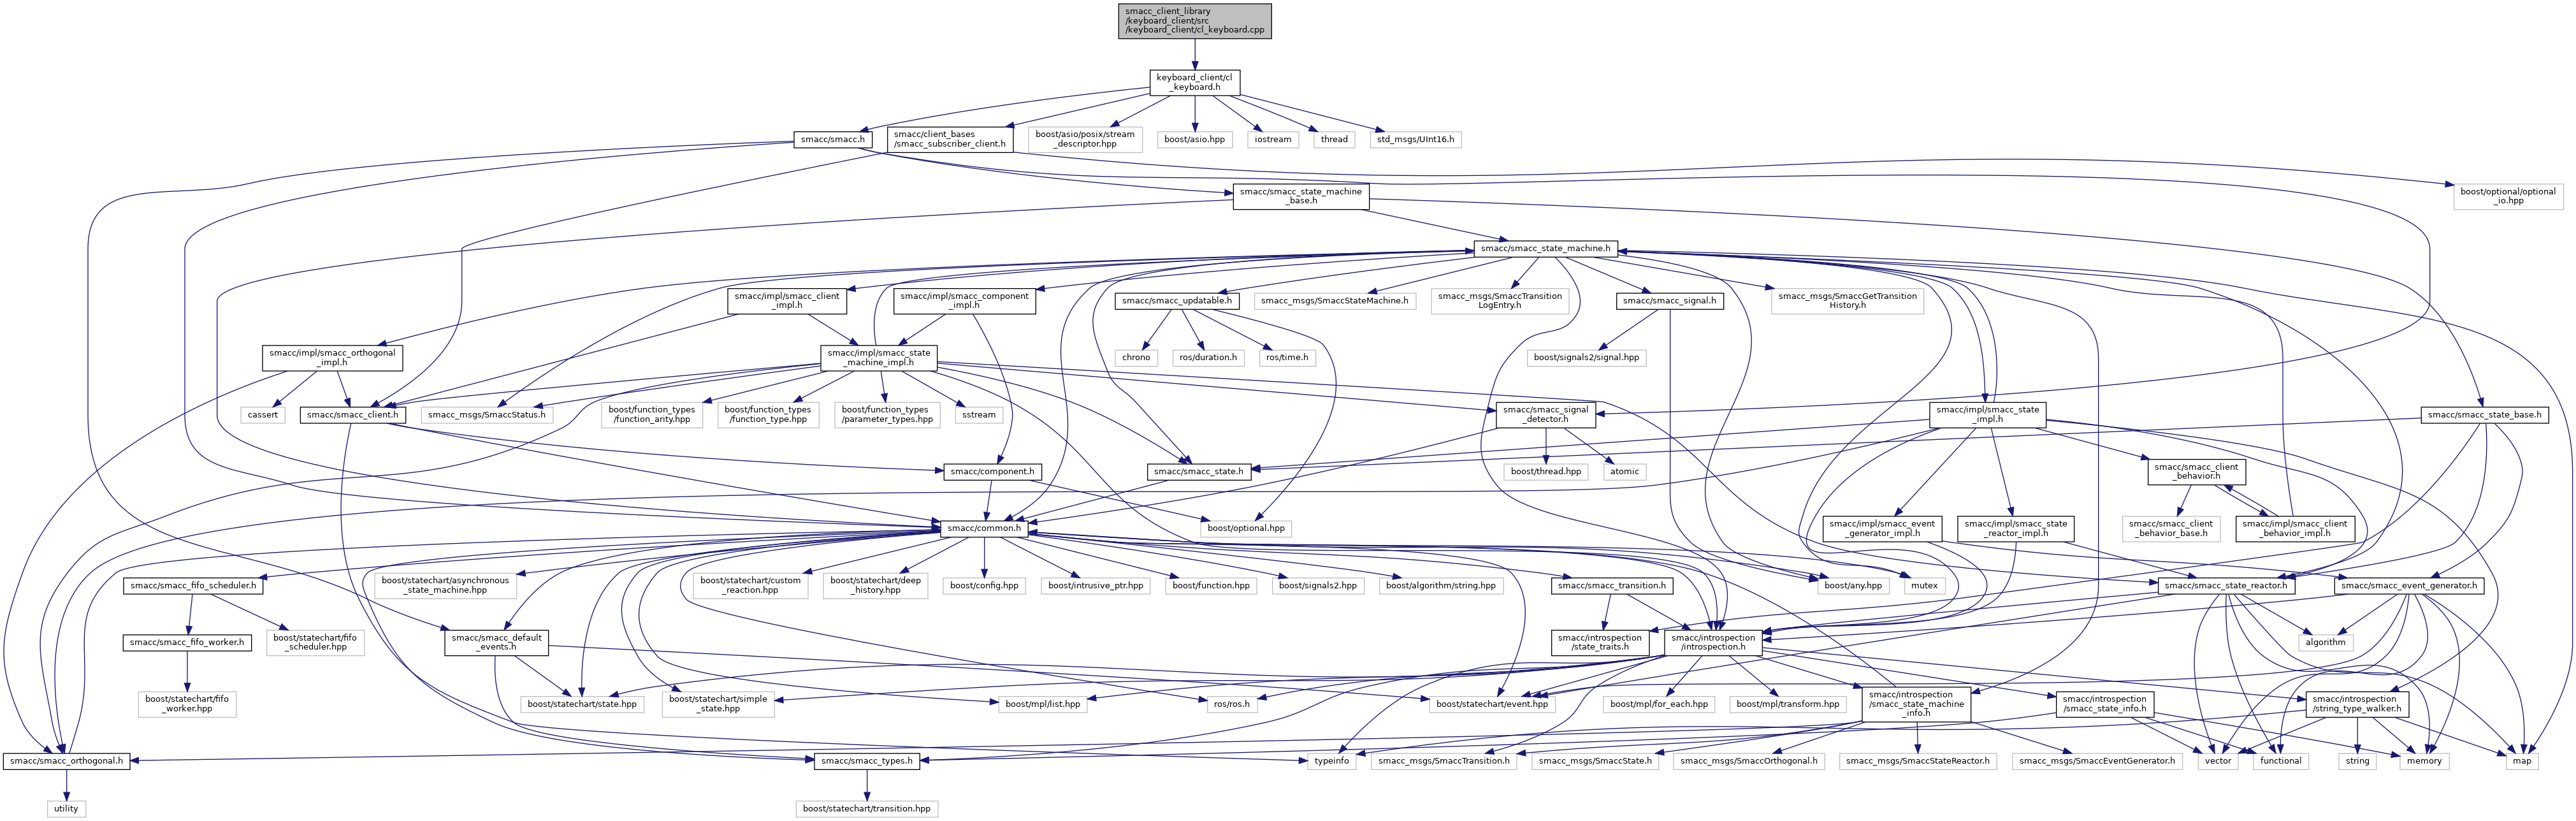 smacc_client_library
/keyboard_client/src
/keyboard_client/cl_keyboard.cpp
keyboard_client/cl
_keyboard.h
smacc/smacc.h
smacc/client_bases
/smacc_subscriber_client.h
boost/asio/posix/stream
_descriptor.hpp
boost/asio.hpp
iostream
thread
std_msgs/UInt16.h
smacc/smacc_state_machine
_base.h
boost/optional/optional
_io.hpp
smacc/smacc_state_machine.h
smacc/impl/smacc_client
_impl.h
smacc/impl/smacc_component
_impl.h
smacc/smacc_updatable.h
smacc_msgs/SmaccStateMachine.h
smacc_msgs/SmaccTransition
LogEntry.h
smacc/smacc_signal.h
smacc_msgs/SmaccGetTransition
History.h
smacc/impl/smacc_orthogonal
_impl.h
smacc/impl/smacc_state
_machine_impl.h
chrono
ros/duration.h
ros/time.h
boost/signals2/signal.hpp
cassert
smacc/smacc_client.h
smacc_msgs/SmaccStatus.h
boost/function_types
/function_arity.hpp
boost/function_types
/function_type.hpp
boost/function_types
/parameter_types.hpp
sstream
smacc/smacc_signal
_detector.h
smacc/impl/smacc_state
_impl.h
smacc/smacc_state_base.h
smacc/component.h
smacc/smacc_state.h
boost/thread.hpp
atomic
smacc/smacc_client
_behavior.h
smacc/common.h
boost/optional.hpp
smacc/impl/smacc_event
_generator_impl.h
smacc/impl/smacc_state
_reactor_impl.h
smacc/smacc_client
_behavior_base.h
smacc/impl/smacc_client
_behavior_impl.h
smacc/smacc_fifo_scheduler.h
boost/statechart/asynchronous
_state_machine.hpp
boost/statechart/custom
_reaction.hpp
boost/statechart/deep
_history.hpp
boost/config.hpp
boost/intrusive_ptr.hpp
boost/function.hpp
boost/signals2.hpp
boost/algorithm/string.hpp
smacc/smacc_transition.h
boost/any.hpp
mutex
smacc/smacc_state_reactor.h
smacc/smacc_event_generator.h
smacc/smacc_fifo_worker.h
boost/statechart/fifo
_scheduler.hpp
smacc/smacc_default
_events.h
smacc/introspection
/state_traits.h
smacc/introspection
/introspection.h
algorithm
boost/statechart/fifo
_worker.hpp
boost/statechart/state.hpp
boost/statechart/simple
_state.hpp
boost/mpl/list.hpp
ros/ros.h
boost/statechart/event.hpp
boost/mpl/for_each.hpp
boost/mpl/transform.hpp
smacc/introspection
/smacc_state_machine
_info.h
smacc/introspection
/smacc_state_info.h
smacc/introspection
/string_type_walker.h
smacc/smacc_orthogonal.h
smacc/smacc_types.h
typeinfo
smacc_msgs/SmaccTransition.h
smacc_msgs/SmaccState.h
smacc_msgs/SmaccOrthogonal.h
smacc_msgs/SmaccStateReactor.h
smacc_msgs/SmaccEventGenerator.h
vector
functional
string
memory
map
utility
boost/statechart/transition.hpp